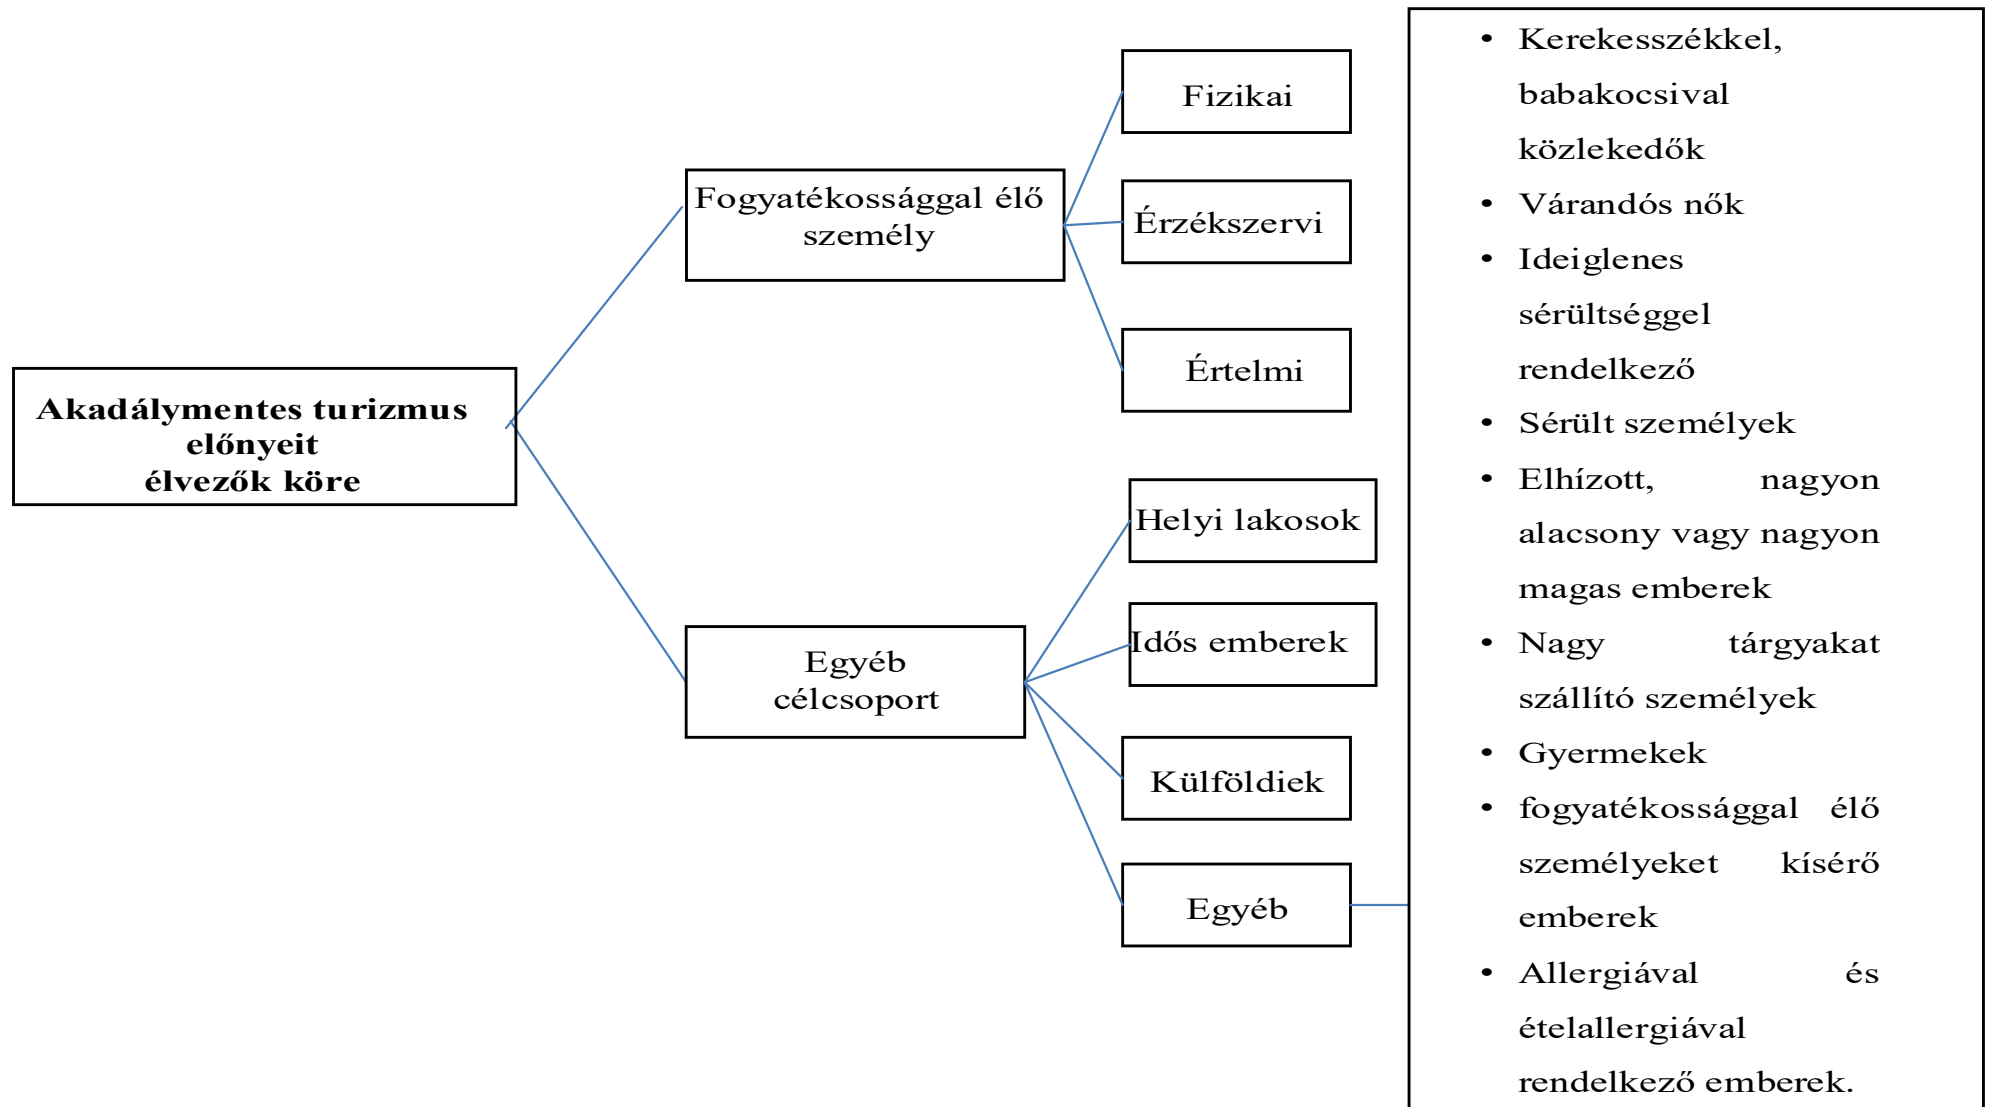 Akadálymentes turizmus
előnyeit
élvezők köre
Fogyatékossággal élő
személy
Fizikai
Érzékszervi
Értelmi
Egyéb
célcsoport
Helyi lakosok
Idős emberek
Külföldiek
Egyéb
• Kerekesszékkel,
babakocsival
közlekedők
• Várandós nők
• Ideiglenes
sérültséggel
rendelkező
• Sérült személyek
• Elhízott, nagyon
alacsony vagy nagyon
magas emberek
• Nagy tárgyakat
szállító személyek
• Gyermekek
• fogyatékossággal élő
személyeket kísérő
emberek
• Allergiával és
ételallergiával
rendelkező emberek.